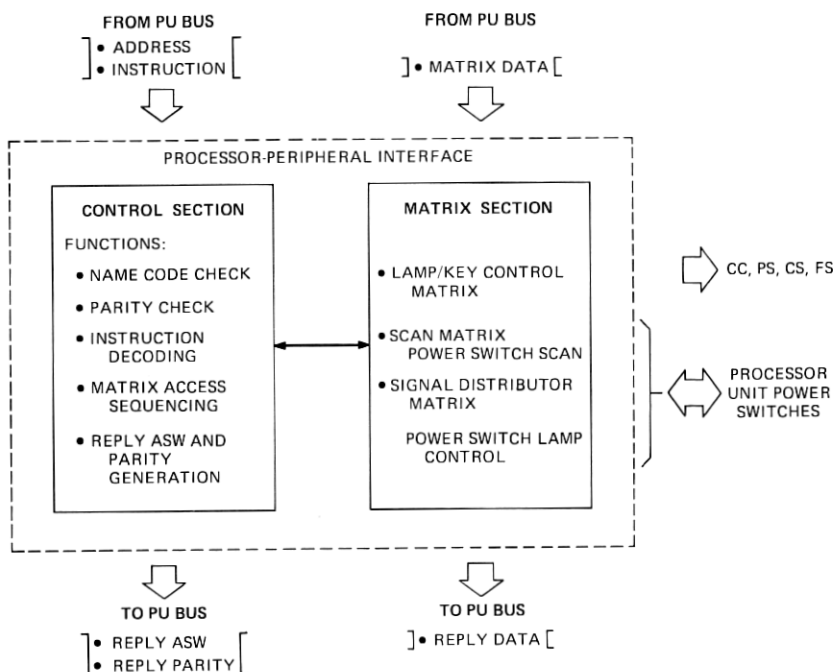 FROM PU BUS
• ADDRESS
• INSTRUCTION
FROM PU BUS
• MATRIX DATA
PROCESSOR-PERIPHERAL INTERFACE
CONTROL SECTION
FUNCTIONS:
• NAME CODE CHECK
• PARITY CHECK
• INSTRUCTION
DECODING
• MATRIX ACCESS
SEQUENCING
• REPLY ASW AND
PARITY
GENERATION
MATRIX SECTION
• LAMP/KEY CONTROL
MATRIX
• SCAN MATRIX
POWER SWITCH SCAN
• SIGNAL DISTRIBUTOR
MATRIX
POWER SWITCH LAMP
CONTROL
CC, PS, CS, FS
PROCESSOR
UNIT POWER
SWITCHES
TO PU BUS
• REPLY ASW
• REPLY PARITY
TO PU BUS
• REPLY DATA